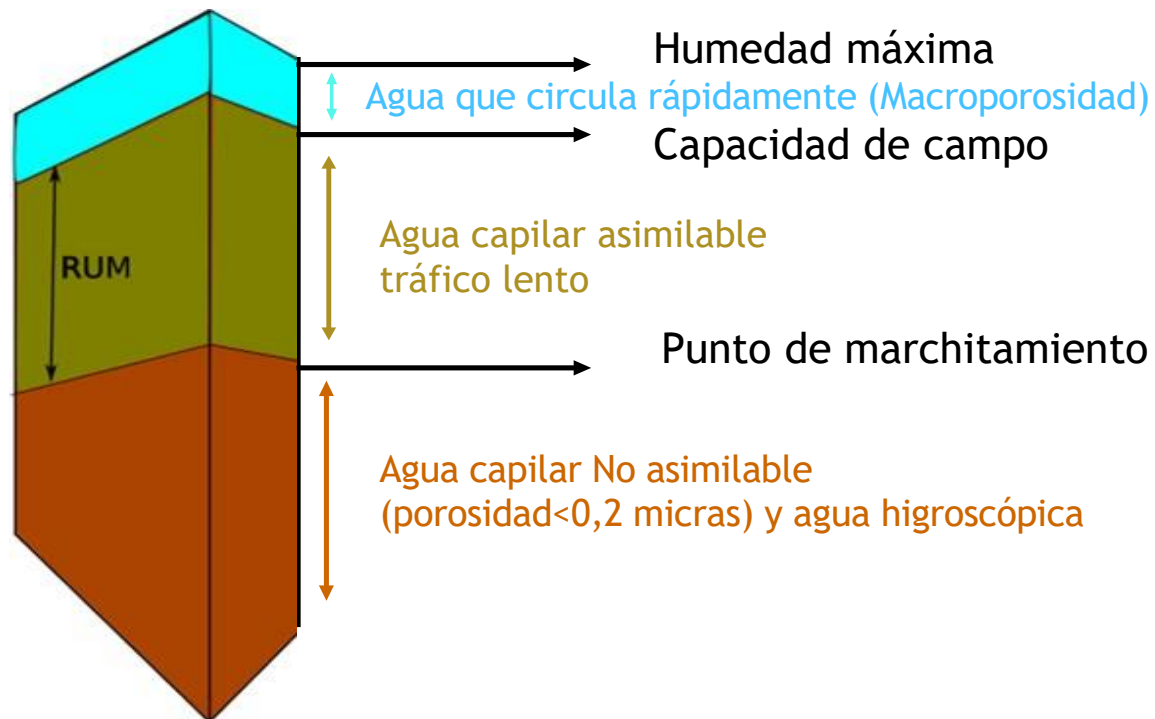 Humedad máxima
Agua que circula rápidamente (Macroporosidad)
Capacidad de campo
Agua capilar asimilable
tráfico lento
RUM
Punto de marchitamiento
Agua capilar No asimilable
(porosidad<0,2 micras) y agua higroscópica